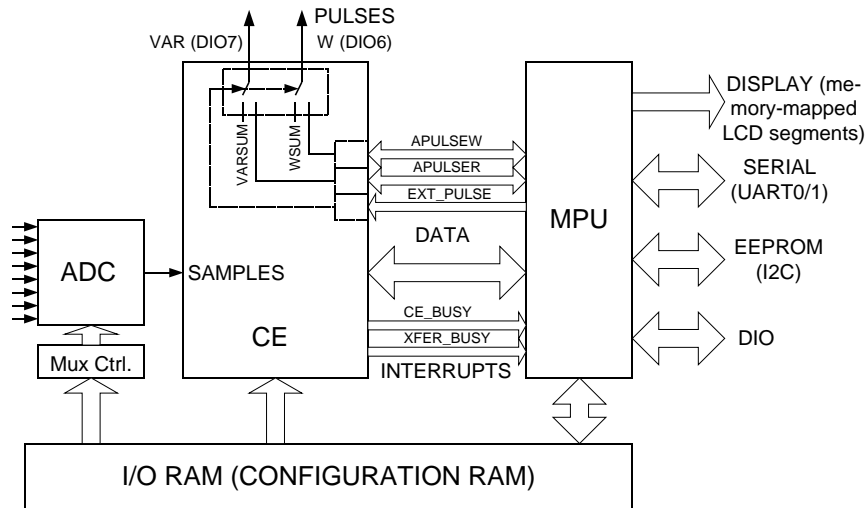 PULSES
VAR (DIO7)
W (DIO6)
VARSUM
WSUM
APULSEW
APULSER
EXT_PULSE
DATA
CE_BUSY
XFER_BUSY
INTERRUPTS
ADC
SAMPLES
CE
MPU
Mux Ctrl.
DISPLAY (me-
mory-mapped
LCD segments)
SERIAL
(UART0/1)
EEPROM
(I2C)
DIO
I/O RAM (CONFIGURATION RAM)